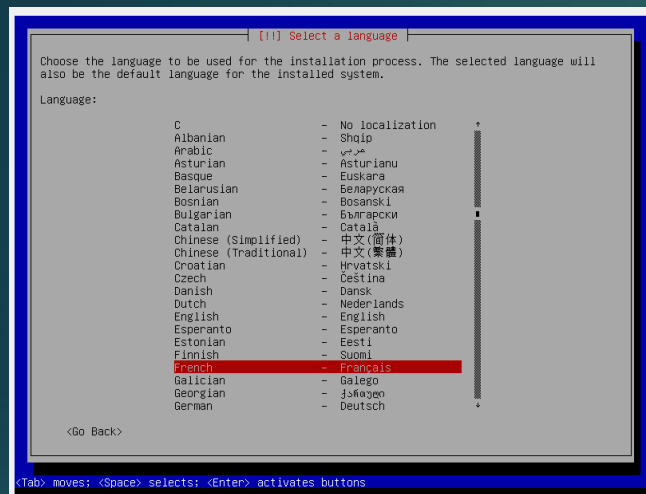 [!!] Select a language
Choose the language to be used for the installation process. The selected language will
also be the default language for the installed system.
Language:
C - No localization
Albanian - Shqip
Arabic - عربي
Asturian - Asturianu
Basque - Euskara
Belarusian - Беларуская
Bosnian - Bosanski
Bulgarian - Български
Catalan - Català
Chinese (Simplified) - 中文(简体)
Chinese (Traditional) - 中文(繁體)
Croatian - Hrvatski
Czech - Čeština
Danish - Dansk
Dutch - Nederlands
English - English
Esperanto - Esperanto
Estonian - Eesti
Finnish - Suomi
French - Français
Galician - Galego
Georgian - ქართული
German - Deutsch
<Go Back>
<Tab> moves; <Space> selects; <Enter> activates buttons